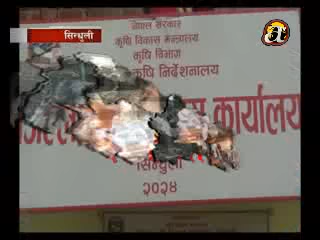 सिन्धुली
नेपाल सरकार
कृषि विकास मन्त्रालय
कृषि विभाग
कृषि निर्देशनालय
कार्यालय
सिन्धुली
२०२४